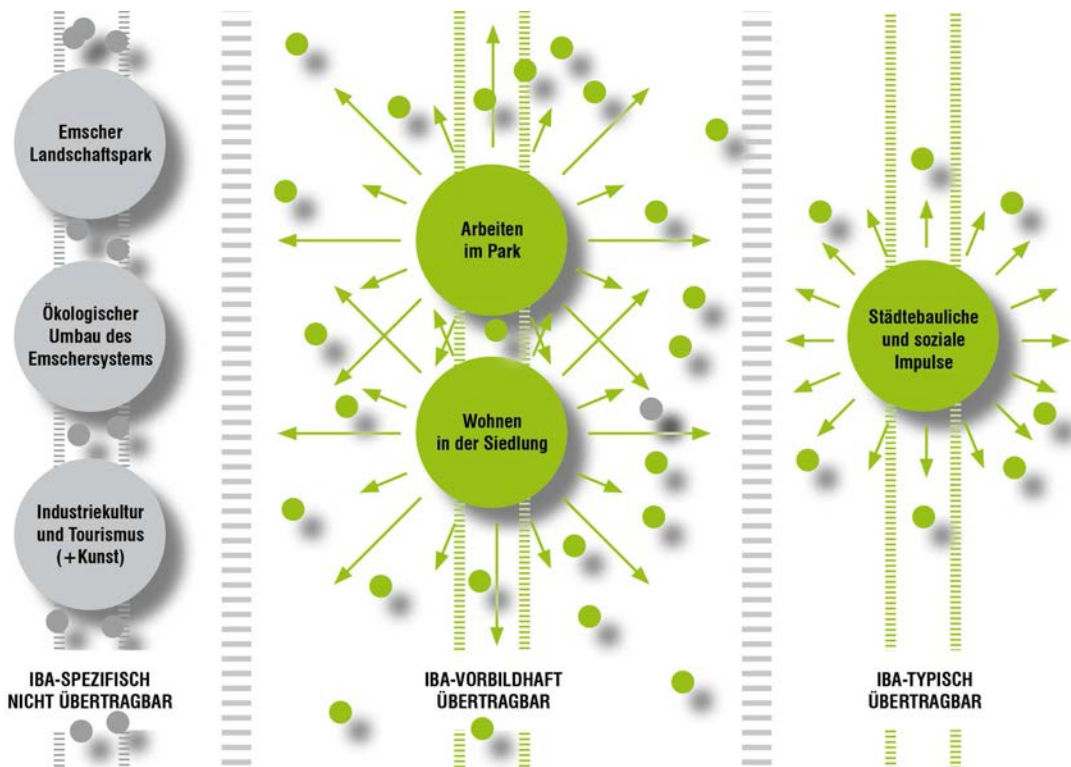 Emscher
Landschaftspark
Ökologischer
Umbau des
Emschersystems
Industriekultur
und Tourismus
(+Kunst)
IBA-SPEZIFISCH
NICHT ÜBERTRAGBAR
Arbeiten
im Park
Wohnen
in der Siedlung
IBA-VORBILDHAFT
ÜBERTRAGBAR
Städtebauliche
und soziale
Impulse
IBA-TYPISCH
ÜBERTRAGBAR